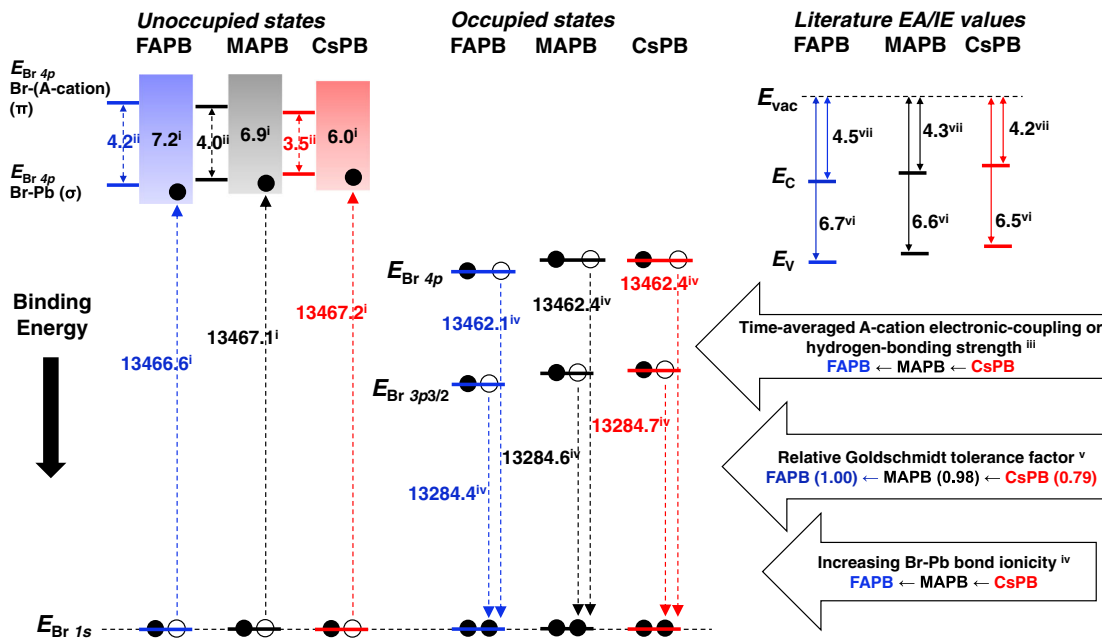 Unoccupied states
FAPB MAPB CsPB
E Br 4p
Br-(A-cation)
(π)
E Br 4p
Br-Pb (σ)
4.2ii
7.2i
4.0ii
6.9i
3.5ii
6.0i
13466.6i
13467.1i
13467.2i
Binding
Energy
E Br 1s
Occupied states
FAPB MAPB CsPB
E Br 4p
13462.1iv
13462.4iv
13462.4iv
E Br 3p3/2
13284.4iv
13284.6iv
13284.7iv
Literature EA/IE values
FAPB MAPB CsPB
Evac
4.5vii
4.3vii
4.2vii
EC
6.7vi
6.6vi
6.5vi
EV
Time-averaged A-cation electronic-coupling or
hydrogen-bonding strength iii
FAPB ← MAPB ← CsPB
Relative Goldschmidt tolerance factor v
FAPB (1.00) ← MAPB (0.98) ← CsPB (0.79)
Increasing Br-Pb bond ionicity iv
FAPB ← MAPB ← CsPB